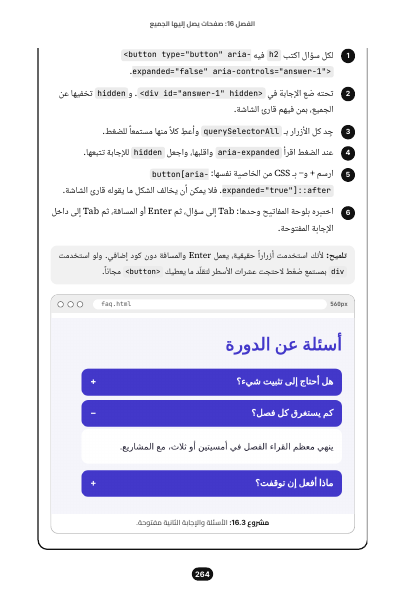 الفصل 16: صفحات يصل إليها الجميع
1 لكل سؤال اكتب h2 فيه <button type="button" aria-
expanded="false" aria-controls="answer-1">.
2 تحته ضع الإجابة في <div id="answer-1" hidden>. و hidden تخفيها عن
الجميع، بمن فيهم قارئ الشاشة.
3 جِد كل الأزرار بـ querySelectorAll وأعطِ كلاً منها مستمعاً للضغط.
4 عند الضغط اقرأ aria-expanded واقلبها، واجعل hidden للإجابة تتبعها.
5 ارسم + و− بـ CSS من الخاصية نفسها: button[aria-
expanded="true"]::after. فلا يمكن أن يخالف الشكل ما يقوله قارئ الشاشة.
6 اختبره بلوحة المفاتيح وحدها: Tab إلى سؤال، ثم Enter أو المسافة، ثم Tab إلى داخل
الإجابة المفتوحة.
تلميح: لأنك استخدمت أزراراً حقيقية، يعمل Enter والمسافة دون كود إضافي. ولو استخدمت
div بمستمع ضغط لاحتجت عشرات الأسطر لتقلّد ما يعطيك <button> مجاناً.
faq.html 560px
أسئلة عن الدورة
هل أحتاج إلى تثبيت شيء؟ +
كم يستغرق كل فصل؟ −
ينهي معظم القراء الفصل في أمسيتين أو ثلاث، مع المشاريع.
ماذا أفعل إن توقفت؟ +
مشروع 16.3: الأسئلة والإجابة الثانية مفتوحة.
264